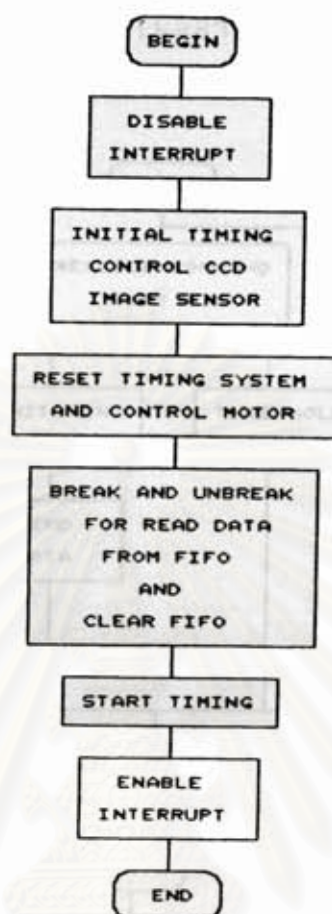 BEGIN
DISABLE
INTERRUPT
INITIAL TIMING
CONTROL CCD
IMAGE SENSOR
RESET TIMING SYSTEM
AND CONTROL MOTOR
BREAK AND UNBREAK
FOR READ DATA
FROM FIFO
AND
CLEAR FIFO
START TIMING
ENABLE
INTERRUPT
END